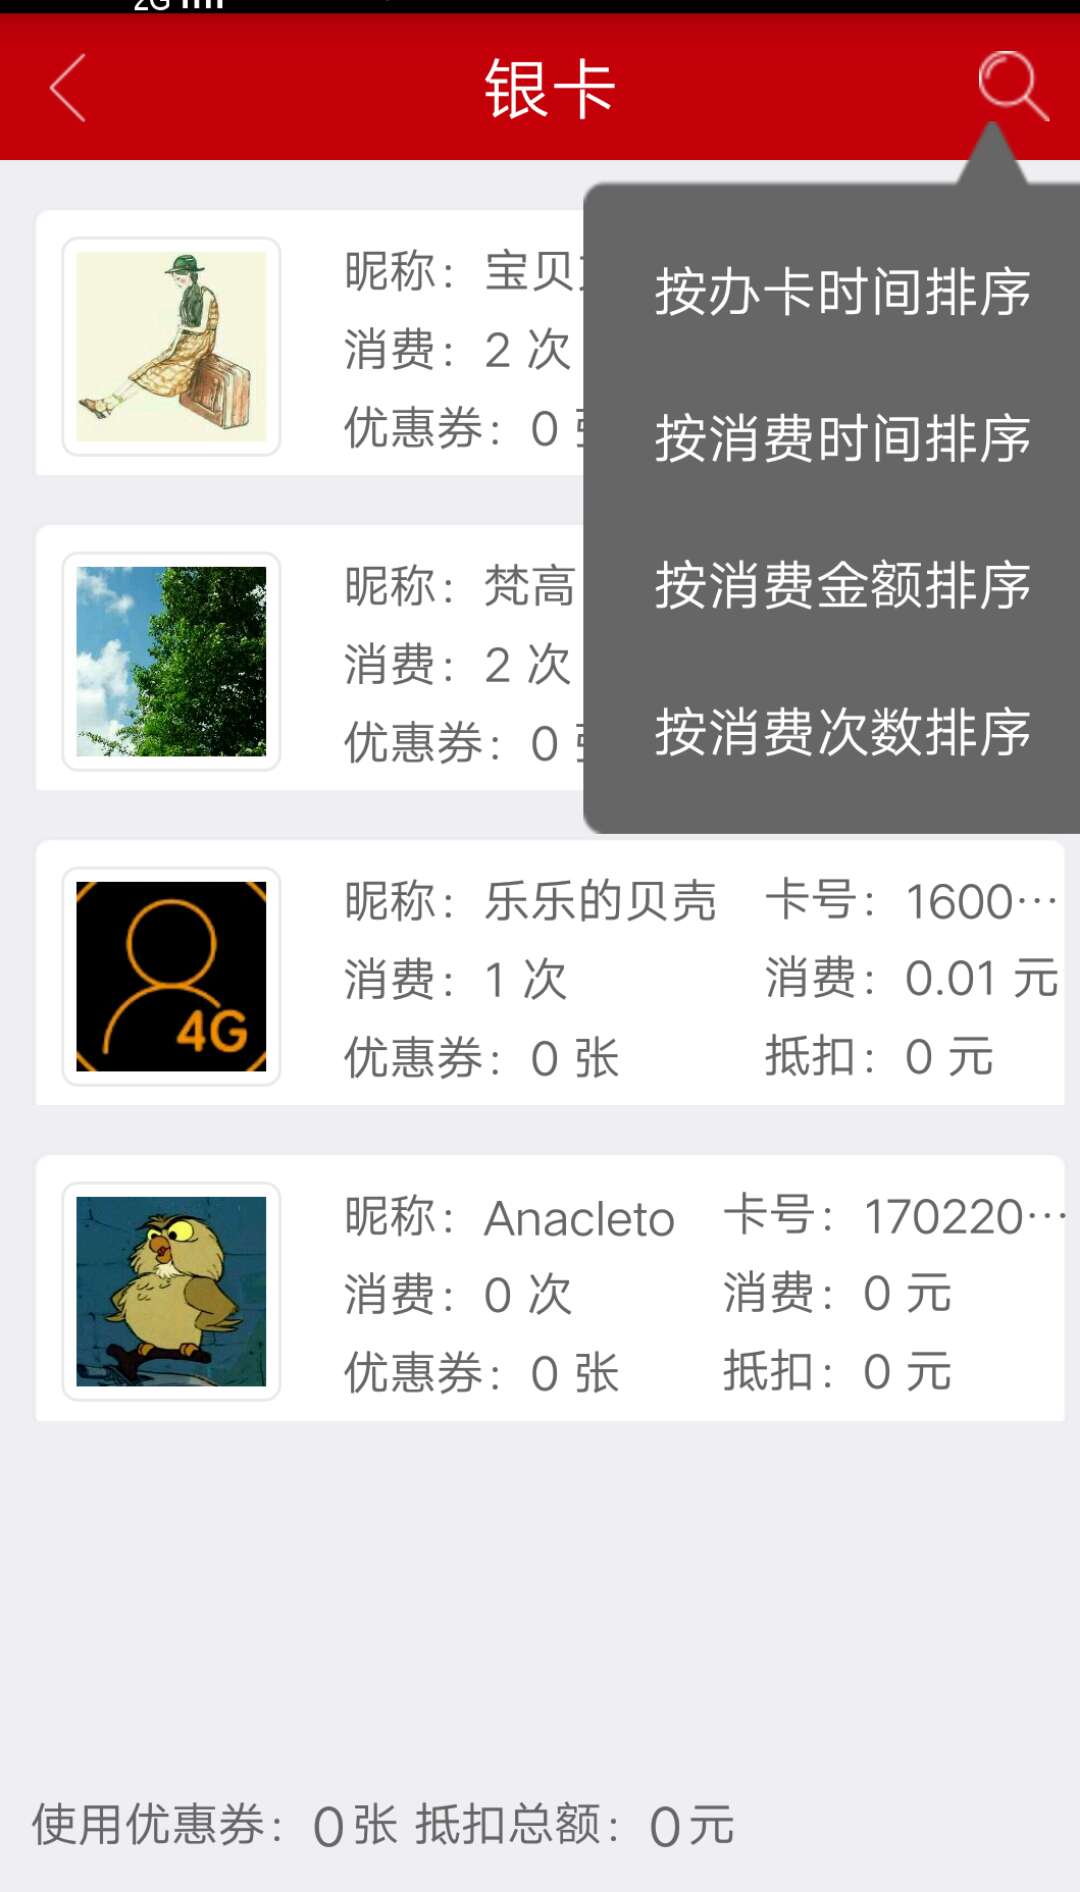 2G
银卡
按办卡时间排序
按消费时间排序
按消费金额排序
按消费次数排序
昵称：宝贝
消费：2 次
优惠券：0
昵称：梵高
消费：2 次
优惠券：0
4G
昵称：乐乐的贝壳 卡号：1600…
消费：1 次 消费：0.01 元
优惠券：0 张 抵扣：0 元
昵称：Anacleto 卡号：170220…
消费：0 次 消费：0 元
优惠券：0 张 抵扣：0 元
使用优惠券：0张 抵扣总额：0元